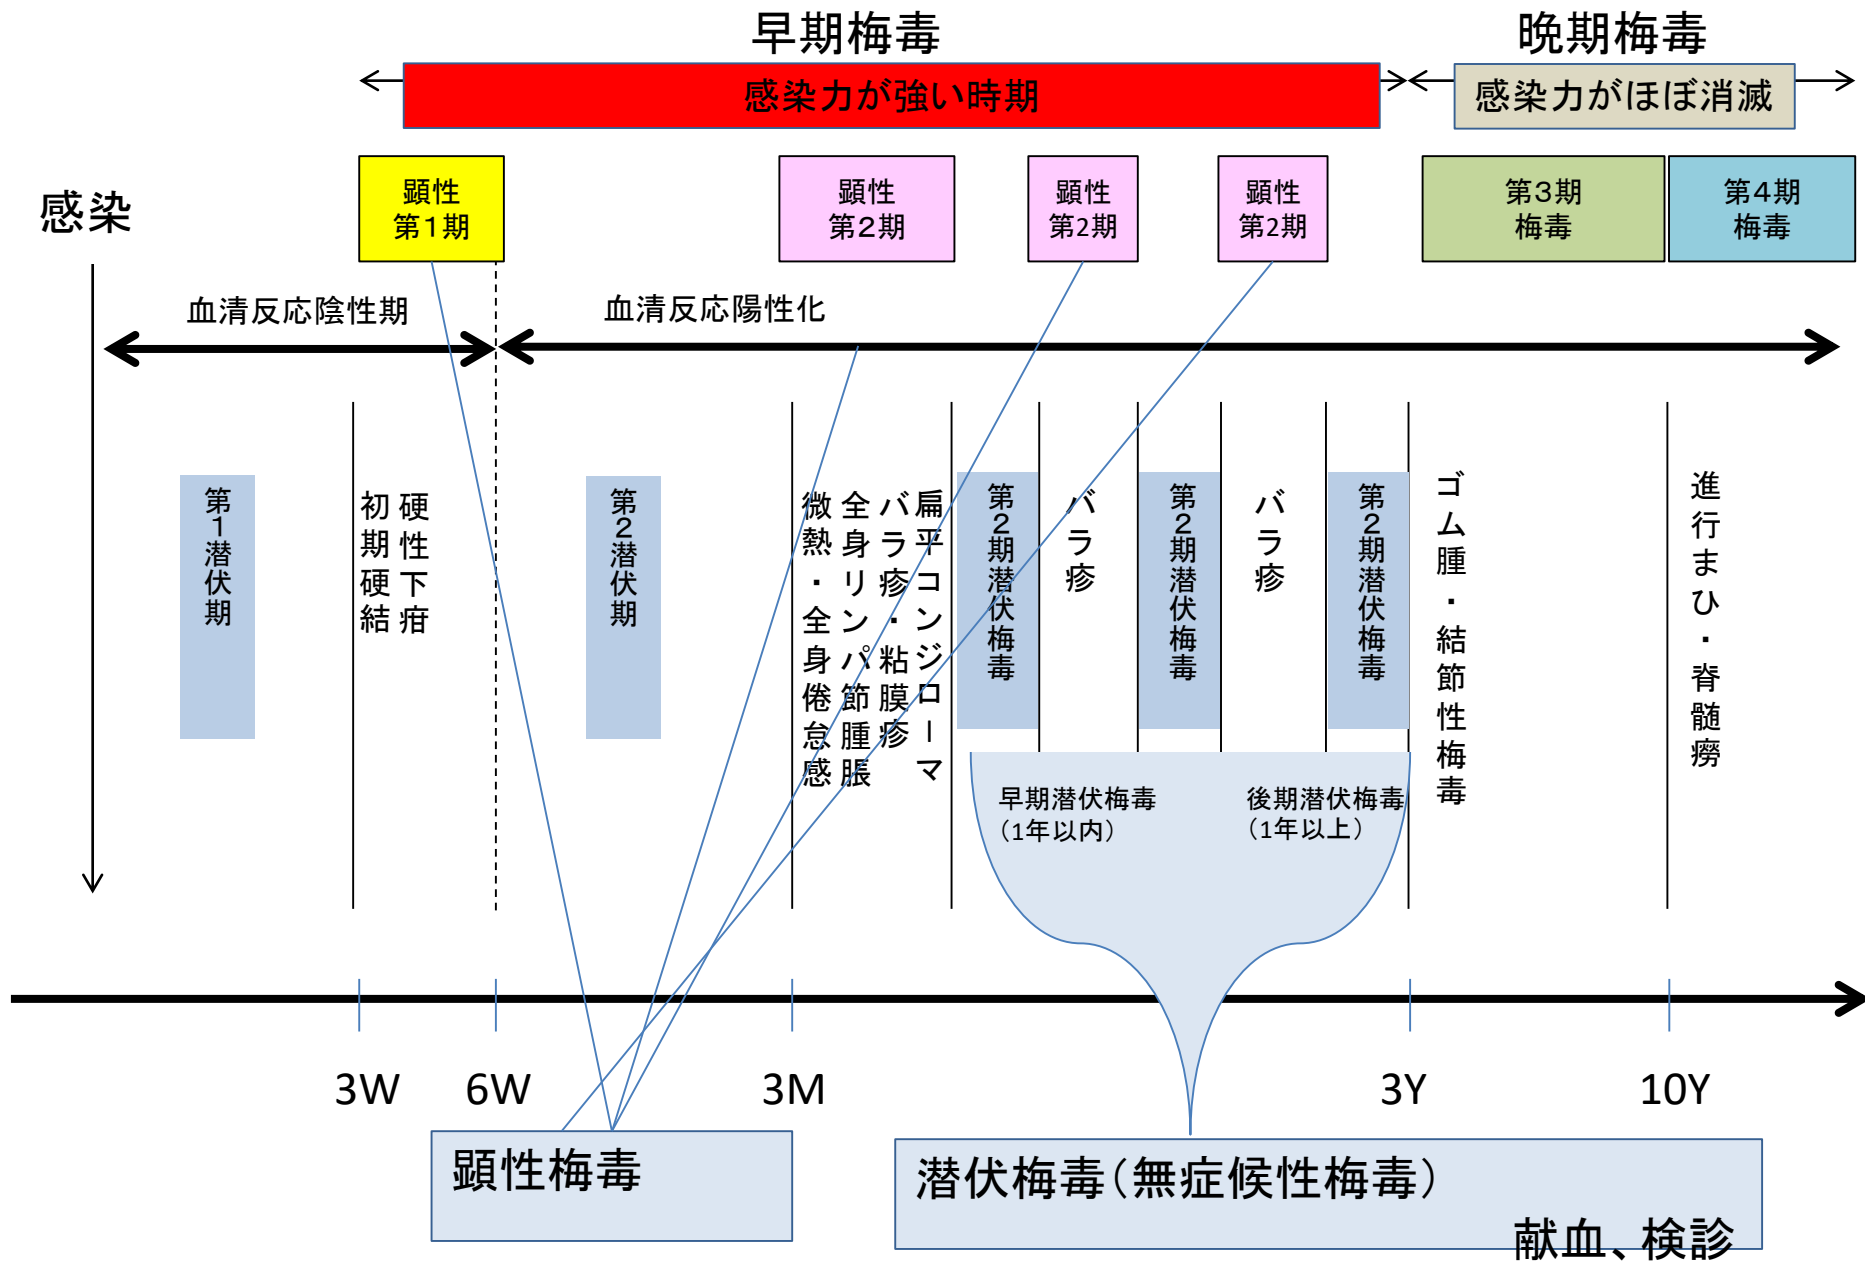 早期梅毒
晩期梅毒
感染力が強い時期
感染力がほぼ消滅
感染
顕性
第１期
顕性
第２期
顕性
第2期
顕性
第2期
第３期
梅毒
第４期
梅毒
血清反応陰性期
血清反応陽性化
第１潜伏期
硬性下疳
初期硬結
第２潜伏期
扁平コンジローマ
バラ疹・粘膜疹
全身リンパ節腫脹
微熱・全身倦怠感
第２期潜伏梅毒
バラ疹
第２期潜伏梅毒
バラ疹
第２期潜伏梅毒
ゴム腫・結節性梅毒
進行まひ・脊髄癆
早期潜伏梅毒
（1年以内）
後期潜伏梅毒
（1年以上）
3W
6W
3M
3Y
10Y
顕性梅毒
潜伏梅毒（無症候性梅毒）
献血、検診